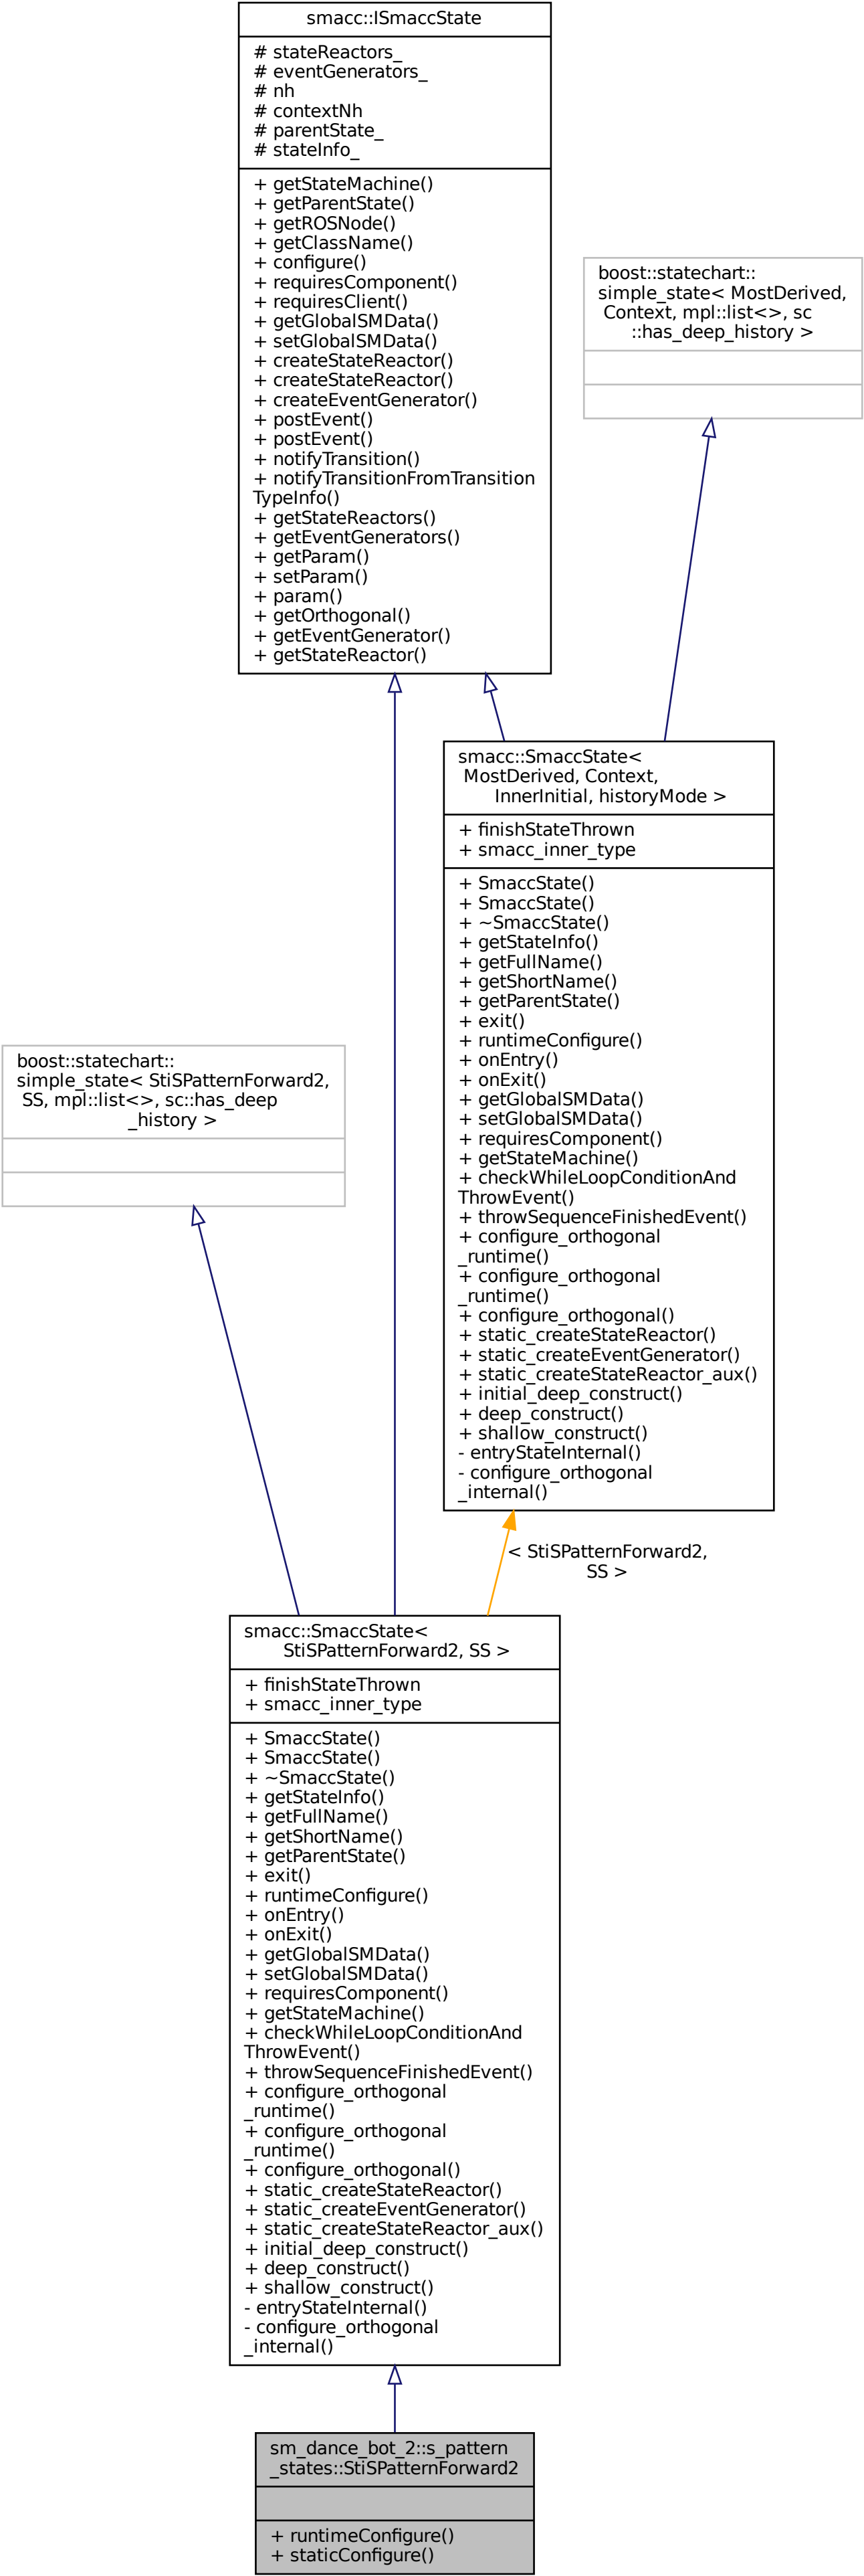 smacc::ISmaccState
# stateReactors_
# eventGenerators_
# nh
# contextNh
# parentState_
# stateInfo_
+ getStateMachine()
+ getParentState()
+ getROSNode()
+ getClassName()
+ configure()
+ requiresComponent()
+ requiresClient()
+ getGlobalSMData()
+ setGlobalSMData()
+ createStateReactor()
+ createStateReactor()
+ createEventGenerator()
+ postEvent()
+ postEvent()
+ notifyTransition()
+ notifyTransitionFromTransition
TypeInfo()
+ getStateReactors()
+ getEventGenerators()
+ getParam()
+ setParam()
+ param()
+ getOrthogonal()
+ getEventGenerator()
+ getStateReactor()
boost::statechart::
simple_state< MostDerived,
Context, mpl::list<>, sc
::has_deep_history >
smacc::SmaccState<
MostDerived, Context,
InnerInitial, historyMode >
+ finishStateThrown
+ smacc_inner_type
+ SmaccState()
+ SmaccState()
+ ~SmaccState()
+ getStateInfo()
+ getFullName()
+ getShortName()
+ getParentState()
+ exit()
+ runtimeConfigure()
+ onEntry()
+ onExit()
+ getGlobalSMData()
+ setGlobalSMData()
+ requiresComponent()
+ getStateMachine()
+ checkWhileLoopConditionAnd
ThrowEvent()
+ throwSequenceFinishedEvent()
+ configure_orthogonal
_runtime()
+ configure_orthogonal
_runtime()
+ configure_orthogonal()
+ static_createStateReactor()
+ static_createEventGenerator()
+ static_createStateReactor_aux()
+ initial_deep_construct()
+ deep_construct()
+ shallow_construct()
- entryStateInternal()
- configure_orthogonal
_internal()
boost::statechart::
simple_state< StiSPatternForward2,
SS, mpl::list<>, sc::has_deep
_history >
< StiSPatternForward2,
SS >
smacc::SmaccState<
StiSPatternForward2, SS >
+ finishStateThrown
+ smacc_inner_type
+ SmaccState()
+ SmaccState()
+ ~SmaccState()
+ getStateInfo()
+ getFullName()
+ getShortName()
+ getParentState()
+ exit()
+ runtimeConfigure()
+ onEntry()
+ onExit()
+ getGlobalSMData()
+ setGlobalSMData()
+ requiresComponent()
+ getStateMachine()
+ checkWhileLoopConditionAnd
ThrowEvent()
+ throwSequenceFinishedEvent()
+ configure_orthogonal
_runtime()
+ configure_orthogonal
_runtime()
+ configure_orthogonal()
+ static_createStateReactor()
+ static_createEventGenerator()
+ static_createStateReactor_aux()
+ initial_deep_construct()
+ deep_construct()
+ shallow_construct()
- entryStateInternal()
- configure_orthogonal
_internal()
sm_dance_bot_2::s_pattern
_states::StiSPatternForward2
+ runtimeConfigure()
+ staticConfigure()